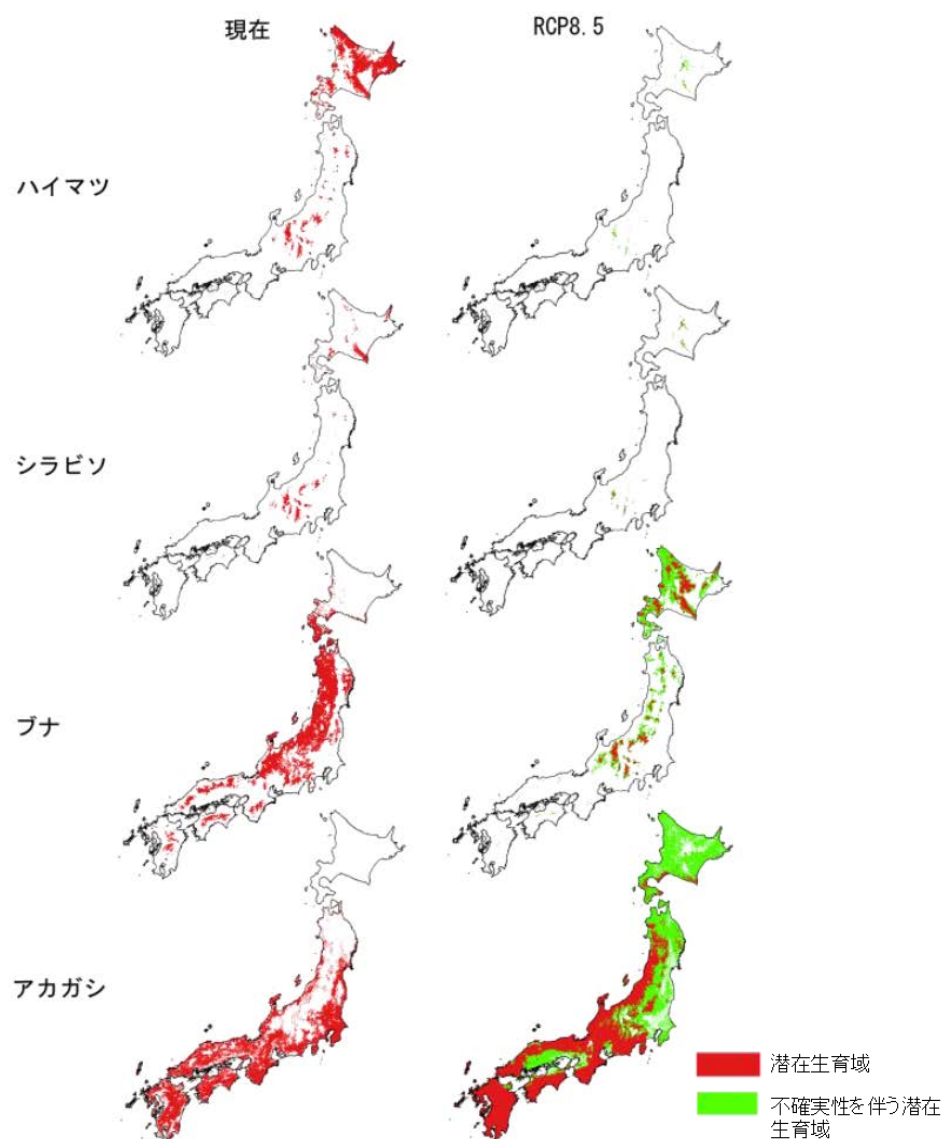 現在
RCP8.5
ハイマツ
シラビソ
ブナ
アカガシ
潜在生育域
不確実性を伴う潜在
生育域